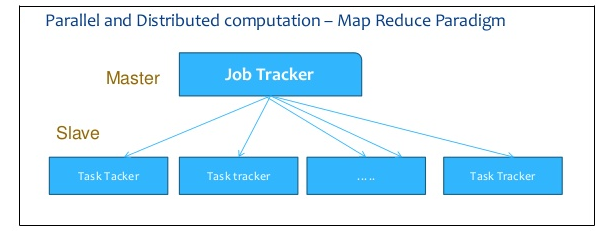 Parallel and Distributed computation – Map Reduce Paradigm
Master
Job Tracker
Slave
Task Tacker
Task tracker
.....
Task Tracker